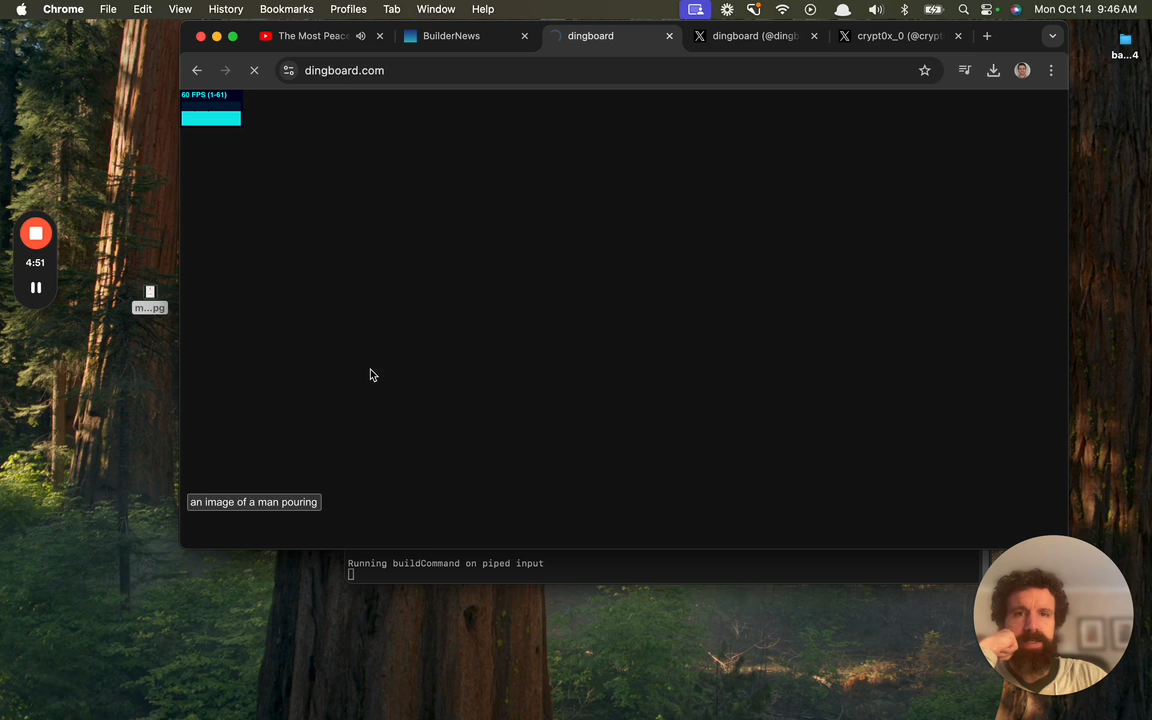 Chrome File Edit View History Bookmarks Profiles Tab Window Help
Mon Oct 14 9:46 AM
The Most Peac
BuilderNews
dingboard
dingboard (@dingb
crypt0x_0 (@crypt
ba...4
dingboard.com
60 FPS (1-61)
4:51
m...pg
an image of a man pouring
Running buildCommand on piped input